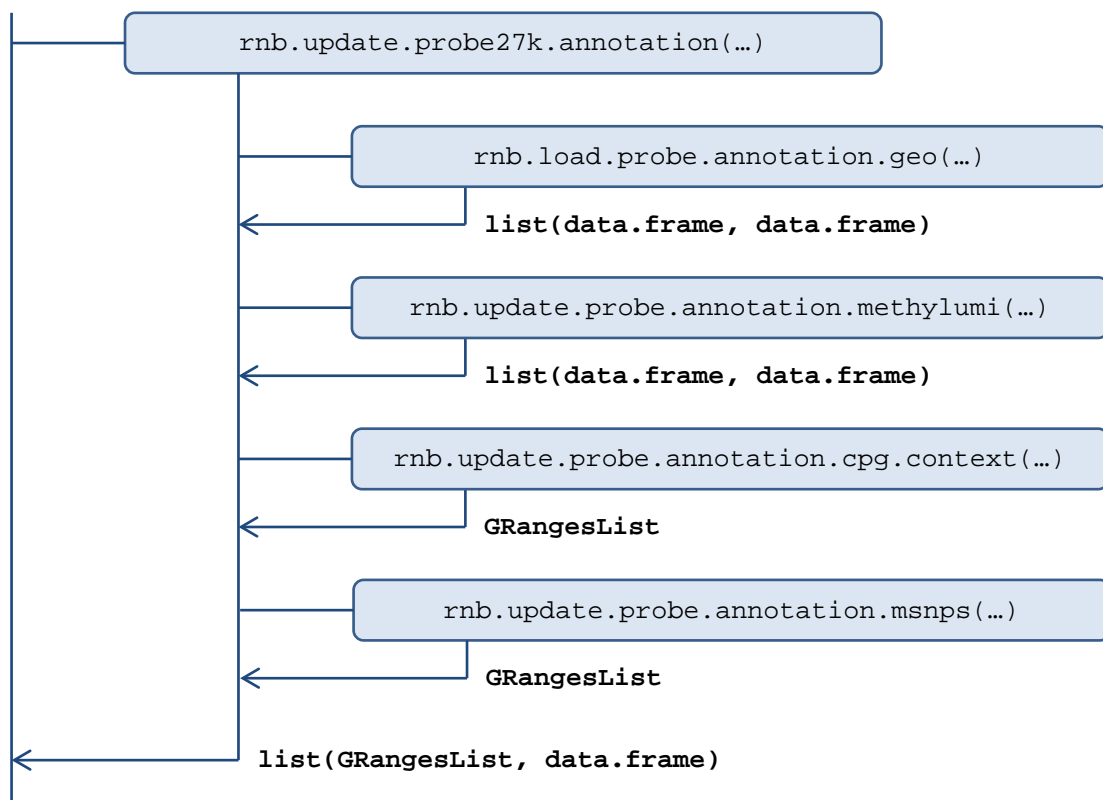 rnb.update.probe27k.annotation(…)
rnb.load.probe.annotation.geo(…)
list(data.frame, data.frame)
rnb.update.probe.annotation.methylumi(…)
list(data.frame, data.frame)
rnb.update.probe.annotation.cpg.context(…)
GRangesList
rnb.update.probe.annotation.msnps(…)
GRangesList
list(GRangesList, data.frame)